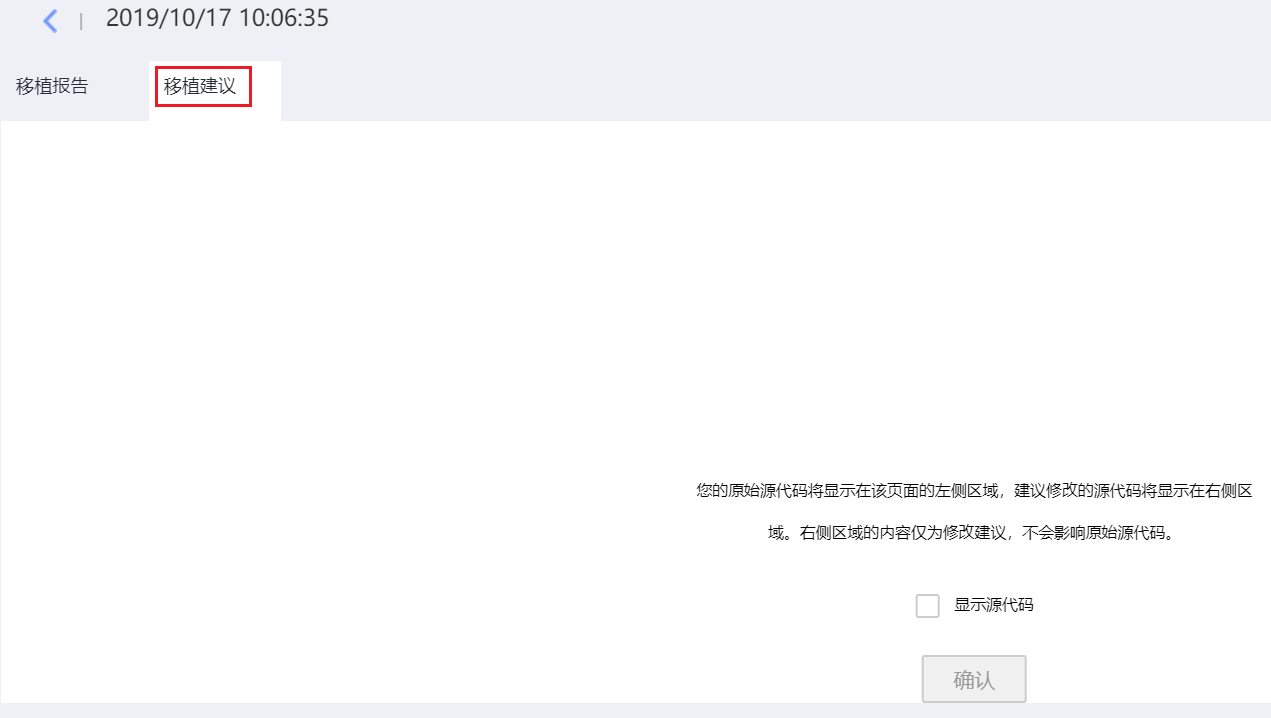 2019/10/17 10:06:35
移植报告
移植建议
您的原始源代码将显示在该页面的左侧区域，建议修改的源代码将显示在右侧区
域。右侧区域的内容仅为修改建议，不会影响原始源代码。
显示源代码
确认